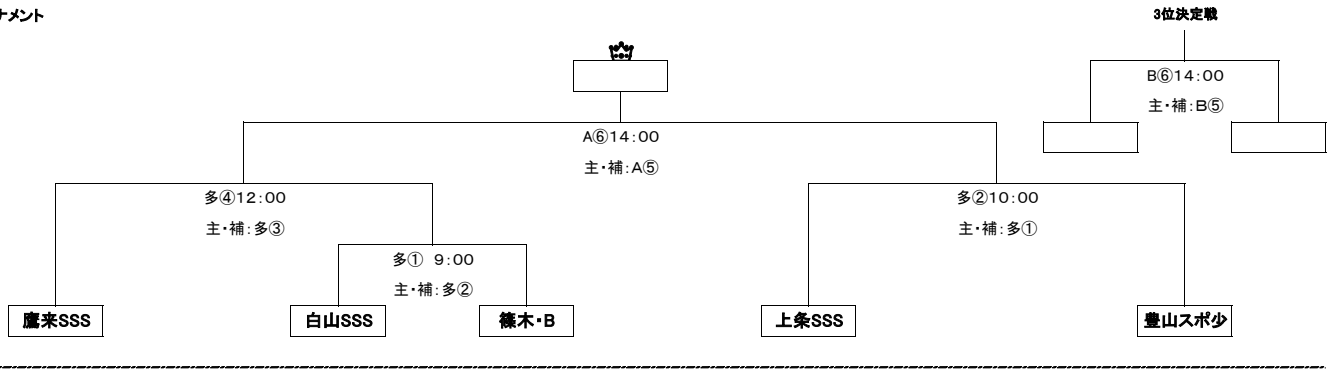 ナメント
3位決定戦
B⑥14:00
主・補:B⑤
A⑥14:00
主・補:A⑤
多④12:00
主・補:多③
多②10:00
主・補:多①
多① 9:00
主・補:多②
鷹来SSS
白山SSS
篠木・B
上条SSS
豊山スポ少